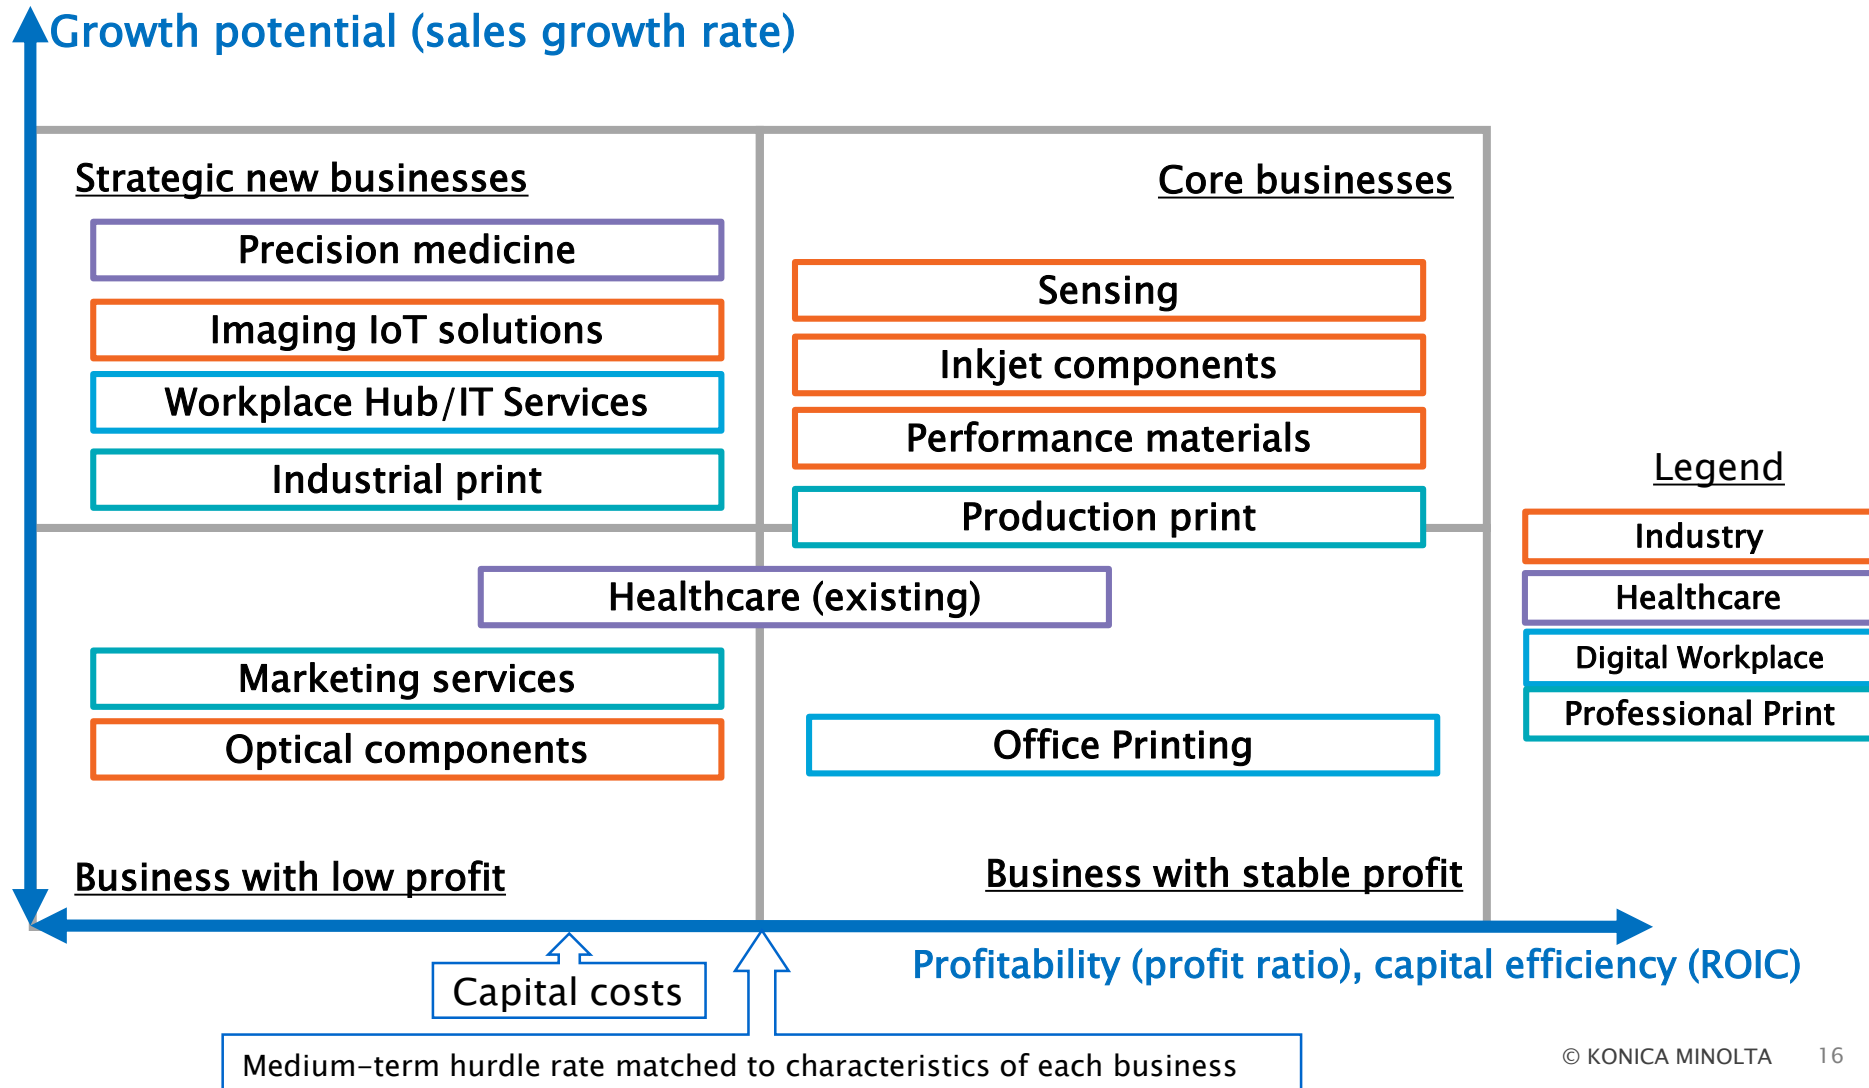 Growth potential (sales growth rate)
Strategic new businesses
Precision medicine
Imaging IoT solutions
Workplace Hub/IT Services
Industrial print
Core businesses
Sensing
Inkjet components
Performance materials
Production print
Healthcare (existing)
Marketing services
Optical components
Business with low profit
Office Printing
Business with stable profit
Legend
Industry
Healthcare
Digital Workplace
Professional Print
Profitability (profit ratio), capital efficiency (ROIC)
Capital costs
Medium-term hurdle rate matched to characteristics of each business
© KONICA MINOLTA 16